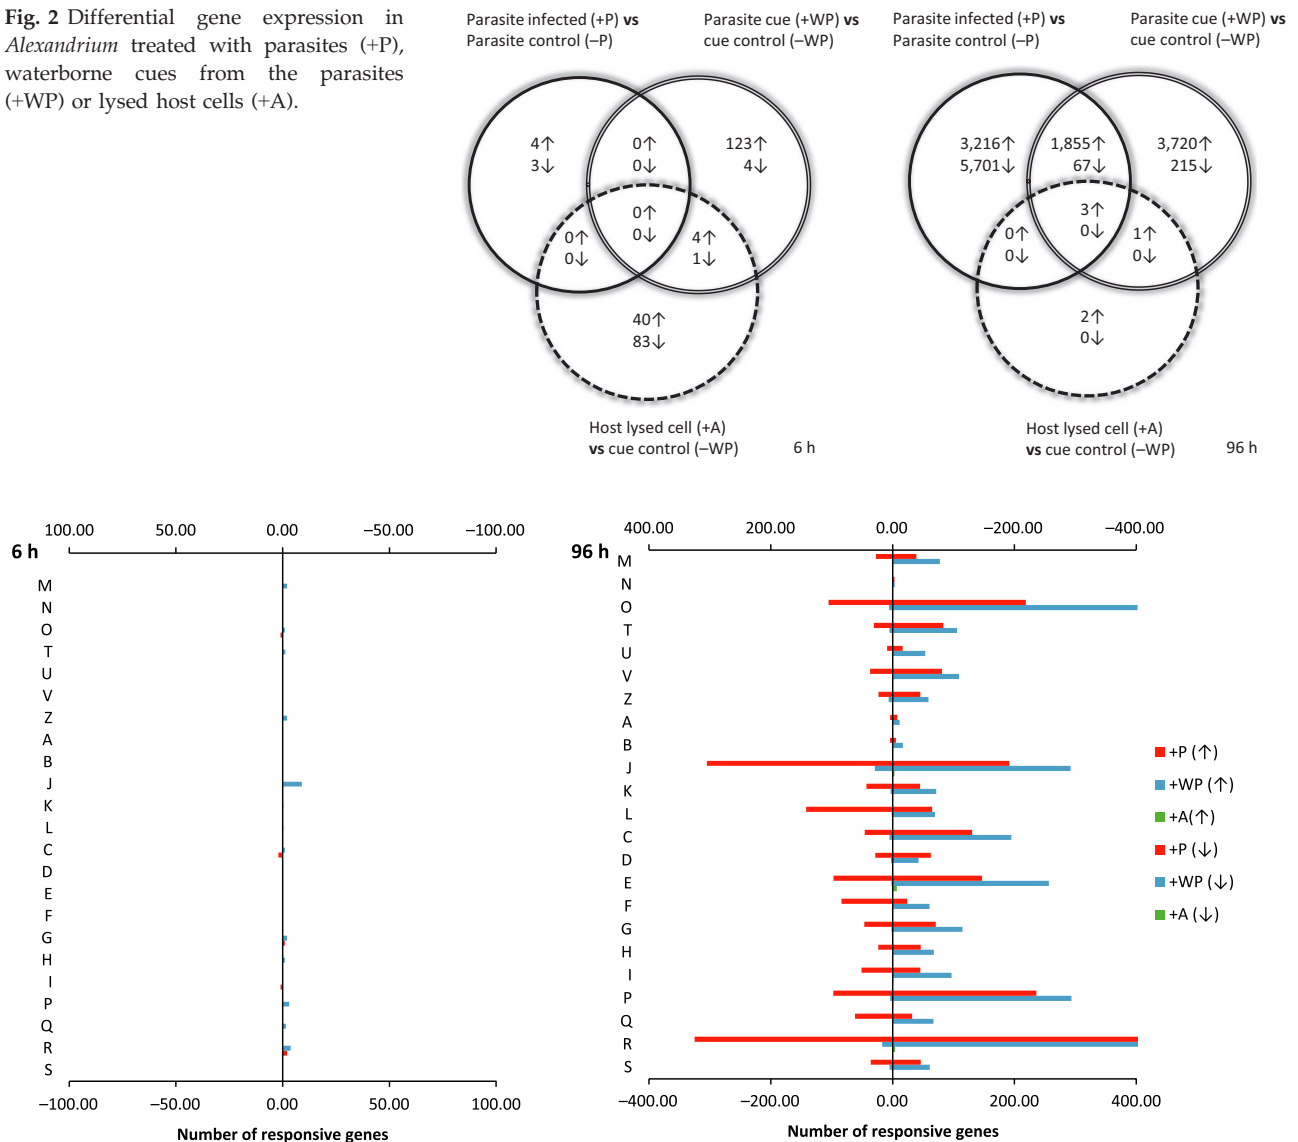 Fig. 2 Differential gene expression in
Alexandrium treated with parasites (+P),
waterborne cues from the parasites
(+WP) or lysed host cells (+A).
Parasite infected (+P) vs
Parasite control (–P)
Parasite cue (+WP) vs
cue control (–WP)
4↑
3↓
0↑
0↓
123↑
4↓
0↑
0↓
0↑
0↓
4↑
1↓
40↑
83↓
Host lysed cell (+A)
vs cue control (–WP)
6 h
Parasite infected (+P) vs
Parasite control (–P)
Parasite cue (+WP) vs
cue control (–WP)
3,216↑
5,701↓
1,855↑
67↓
3,720↑
215↓
3↑
0↓
0↑
0↓
1↑
0↓
2↑
0↓
Host lysed cell (+A)
vs cue control (–WP)
96 h
100.00 50.00 0.00 –50.00 –100.00
6 h
M
N
O
T
U
V
Z
A
B
J
K
L
C
D
E
F
G
H
I
P
Q
R
S
–100.00 –50.00 0.00 50.00 100.00
Number of responsive genes
400.00 200.00 0.00 –200.00 –400.00
96 h
M
N
O
T
U
V
Z
A
B
J
K
L
C
D
E
F
G
H
I
P
Q
R
S
–400.00 –200.00 0.00 200.00 400.00
Number of responsive genes
+P (↑)
+WP (↑)
+A(↑)
+P (↓)
+WP (↓)
+A (↓)